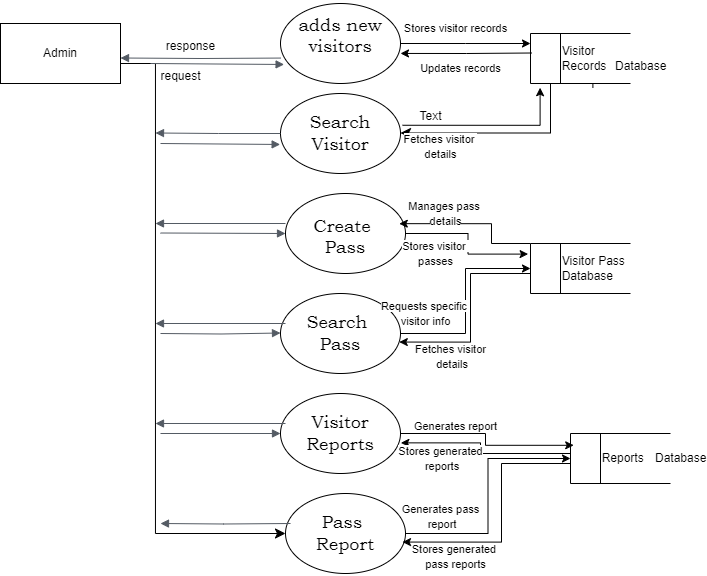 adds new
visitors
Stores visitor records
Visitor
Records Database
Admin
response
request
Updates records
Search
Visitor
Text
Fetches visitor
details
Create
Pass
Manages pass
details
Stores visitor
passes
Visitor Pass
Database
Search
Pass
Requests specific
visitor info
Fetches visitor
details
Visitor
Reports
Generates report
Stores generated
reports
Reports Database
Pass
Report
Generates pass
report
Stores generated
pass reports